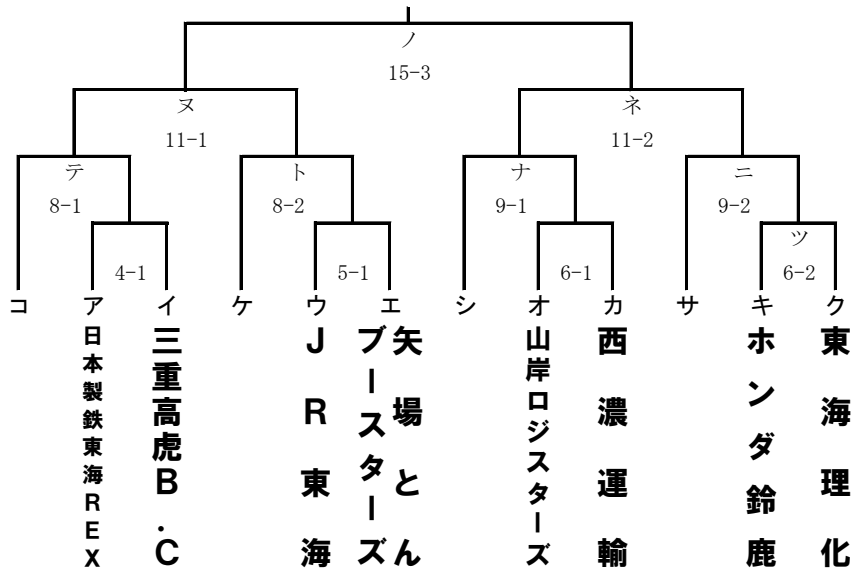 ノ
15-3
ヌ
ネ
11-1
11-2
テ
ト
ナ
ニ
8-1
8-2
9-1
9-2
ツ
4-1
5-1
6-1
6-2
コ
ア
イ
ケ
ウ
エ
シ
オ
カ
サ
キ
ク
日本製鉄東海REX
三重高虎B.C
JR東海
矢場とん
ブースターズ
山岸ロジスターズ
西濃運輸
ホンダ鈴鹿
東海理化